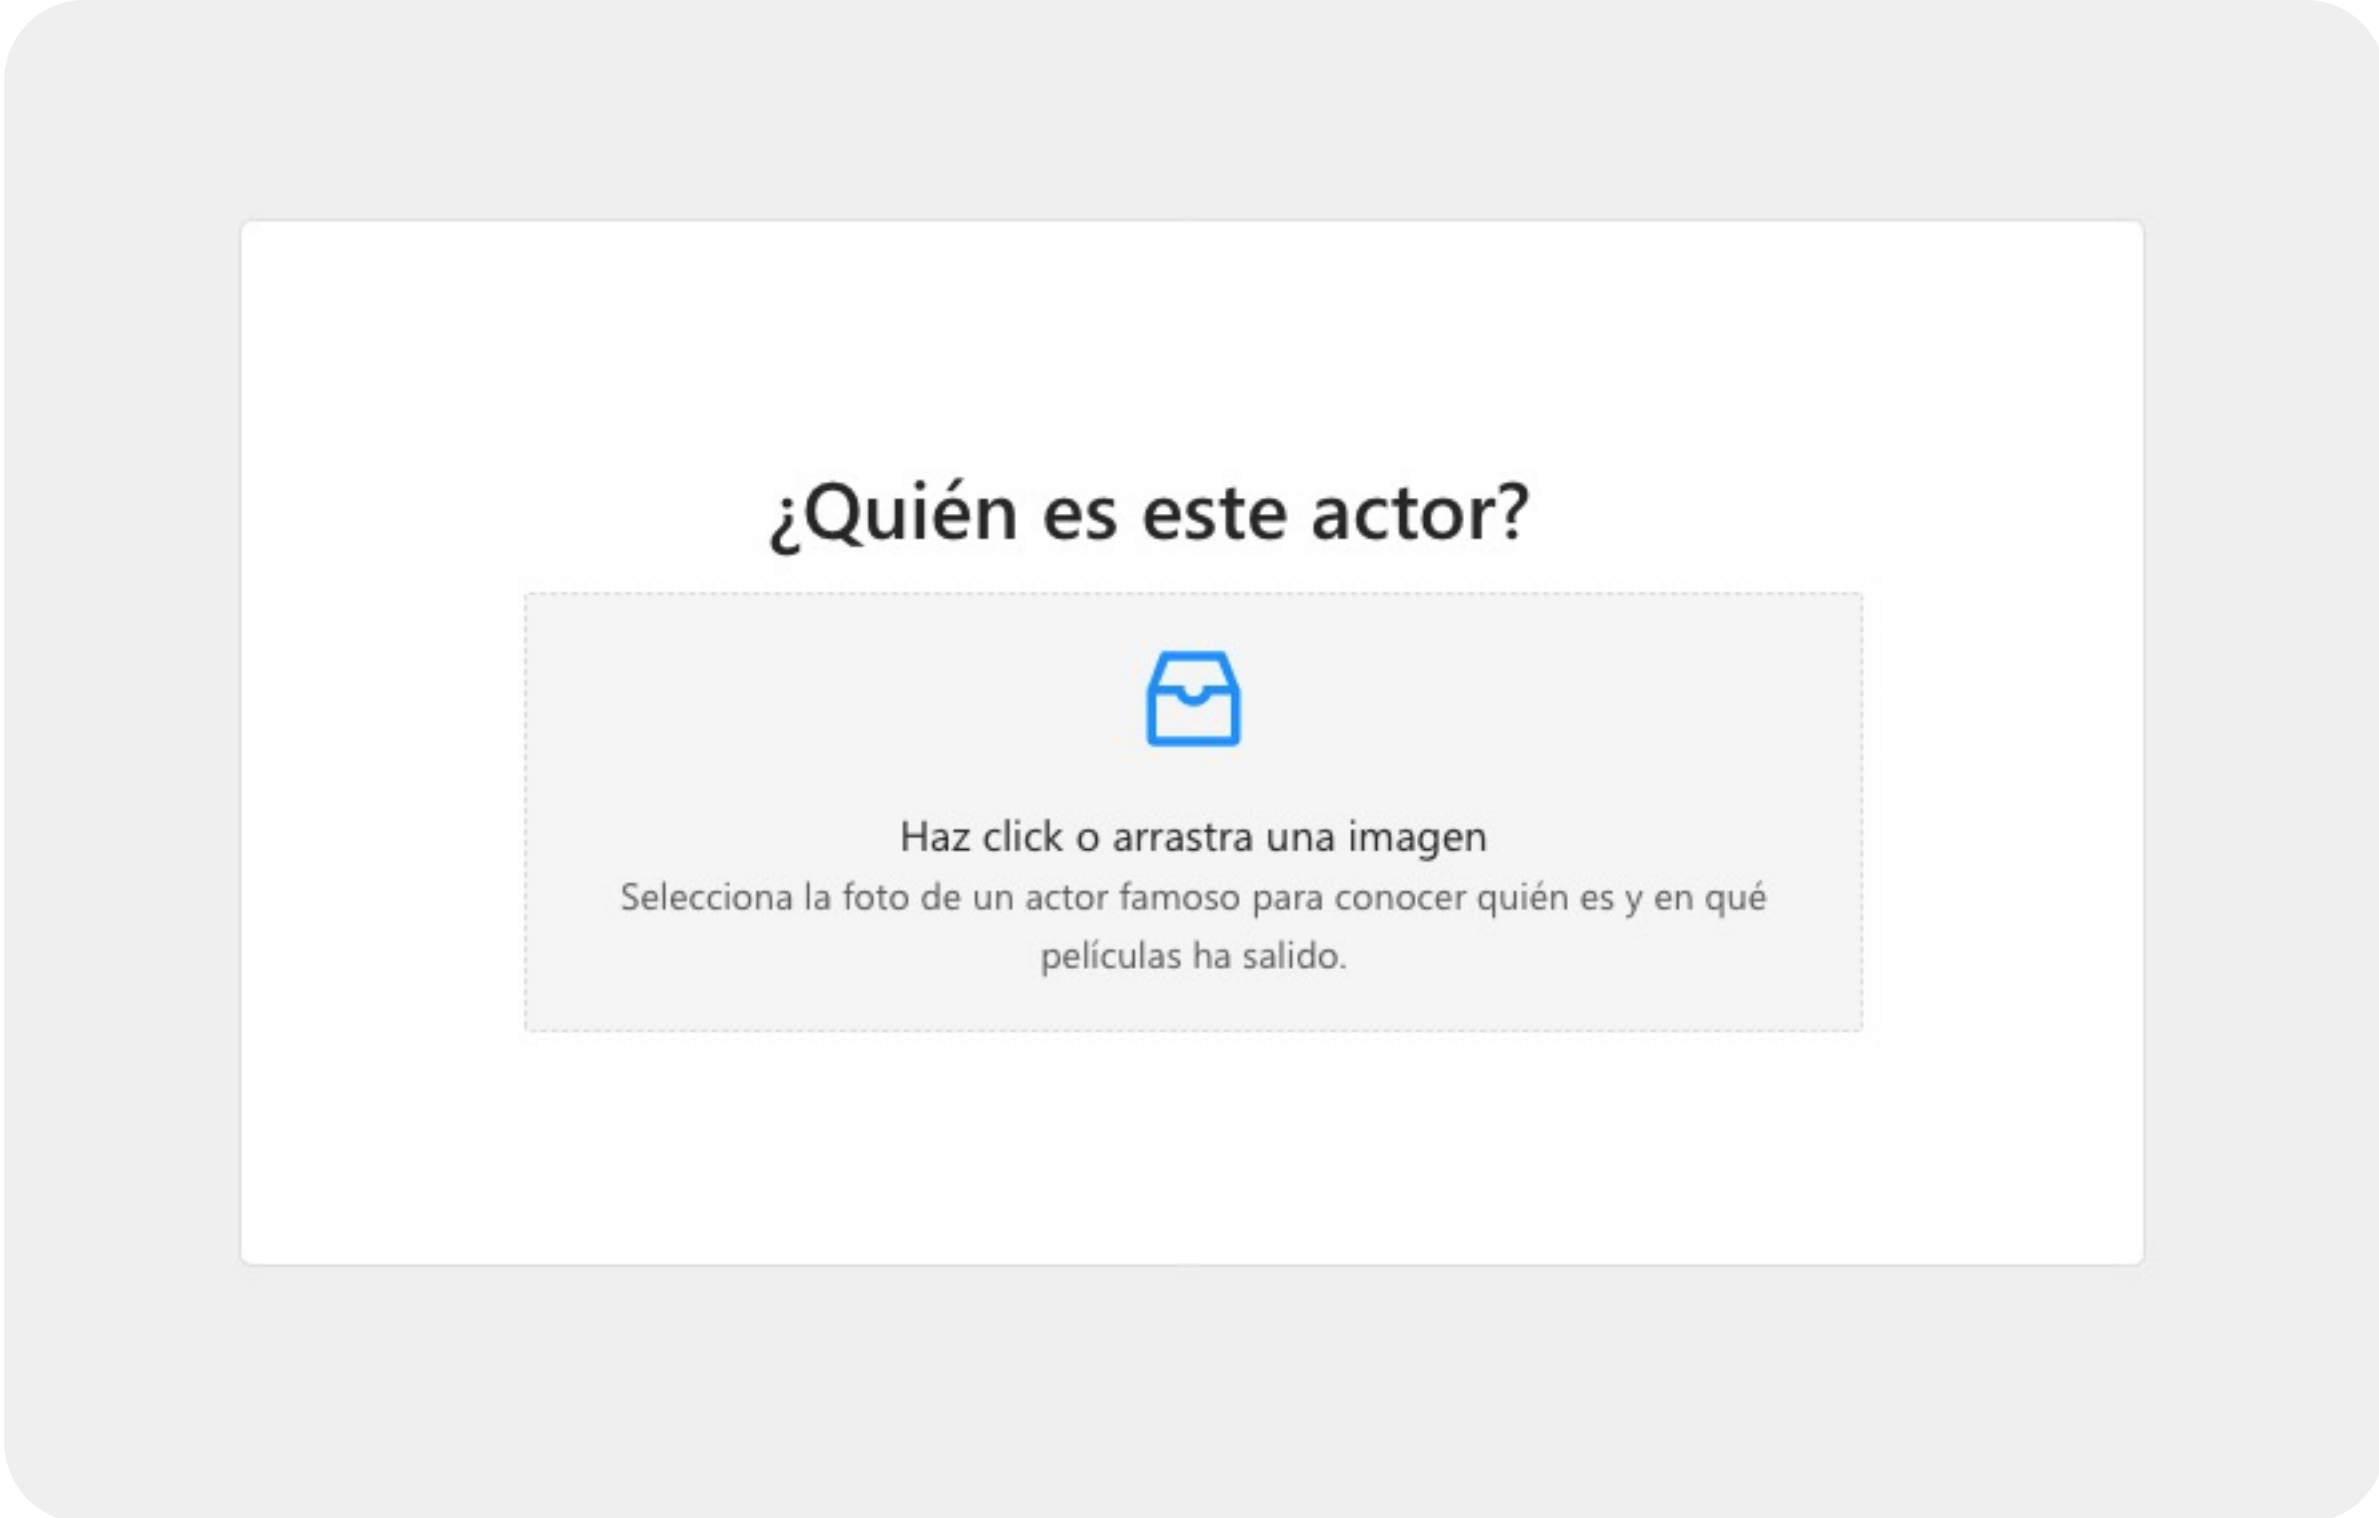 ¿Quién es este actor?
Haz click o arrastra una imagen
Selecciona la foto de un actor famoso para conocer quién es y en qué
películas ha salido.